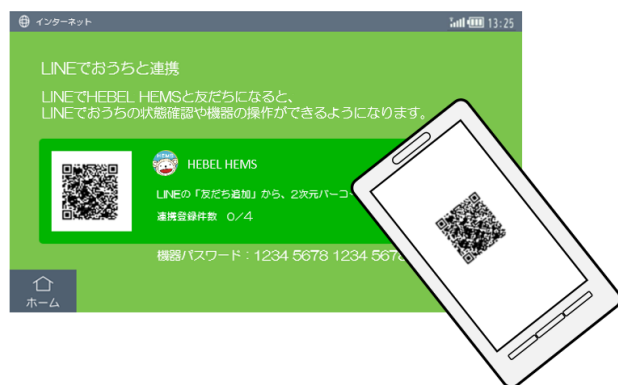 インターネット
13:25
LINEでおうちと連携
LINEでHEBEL HEMSと友だちになると、
LINEでおうちの状態確認や機器の操作ができるようになります。
HEMS
HEBEL HEMS
LINEの「友だち追加」から、2次元バーコ
連携登録件数 0/4
機器パスワード:1234 5678 1234 567
ホーム